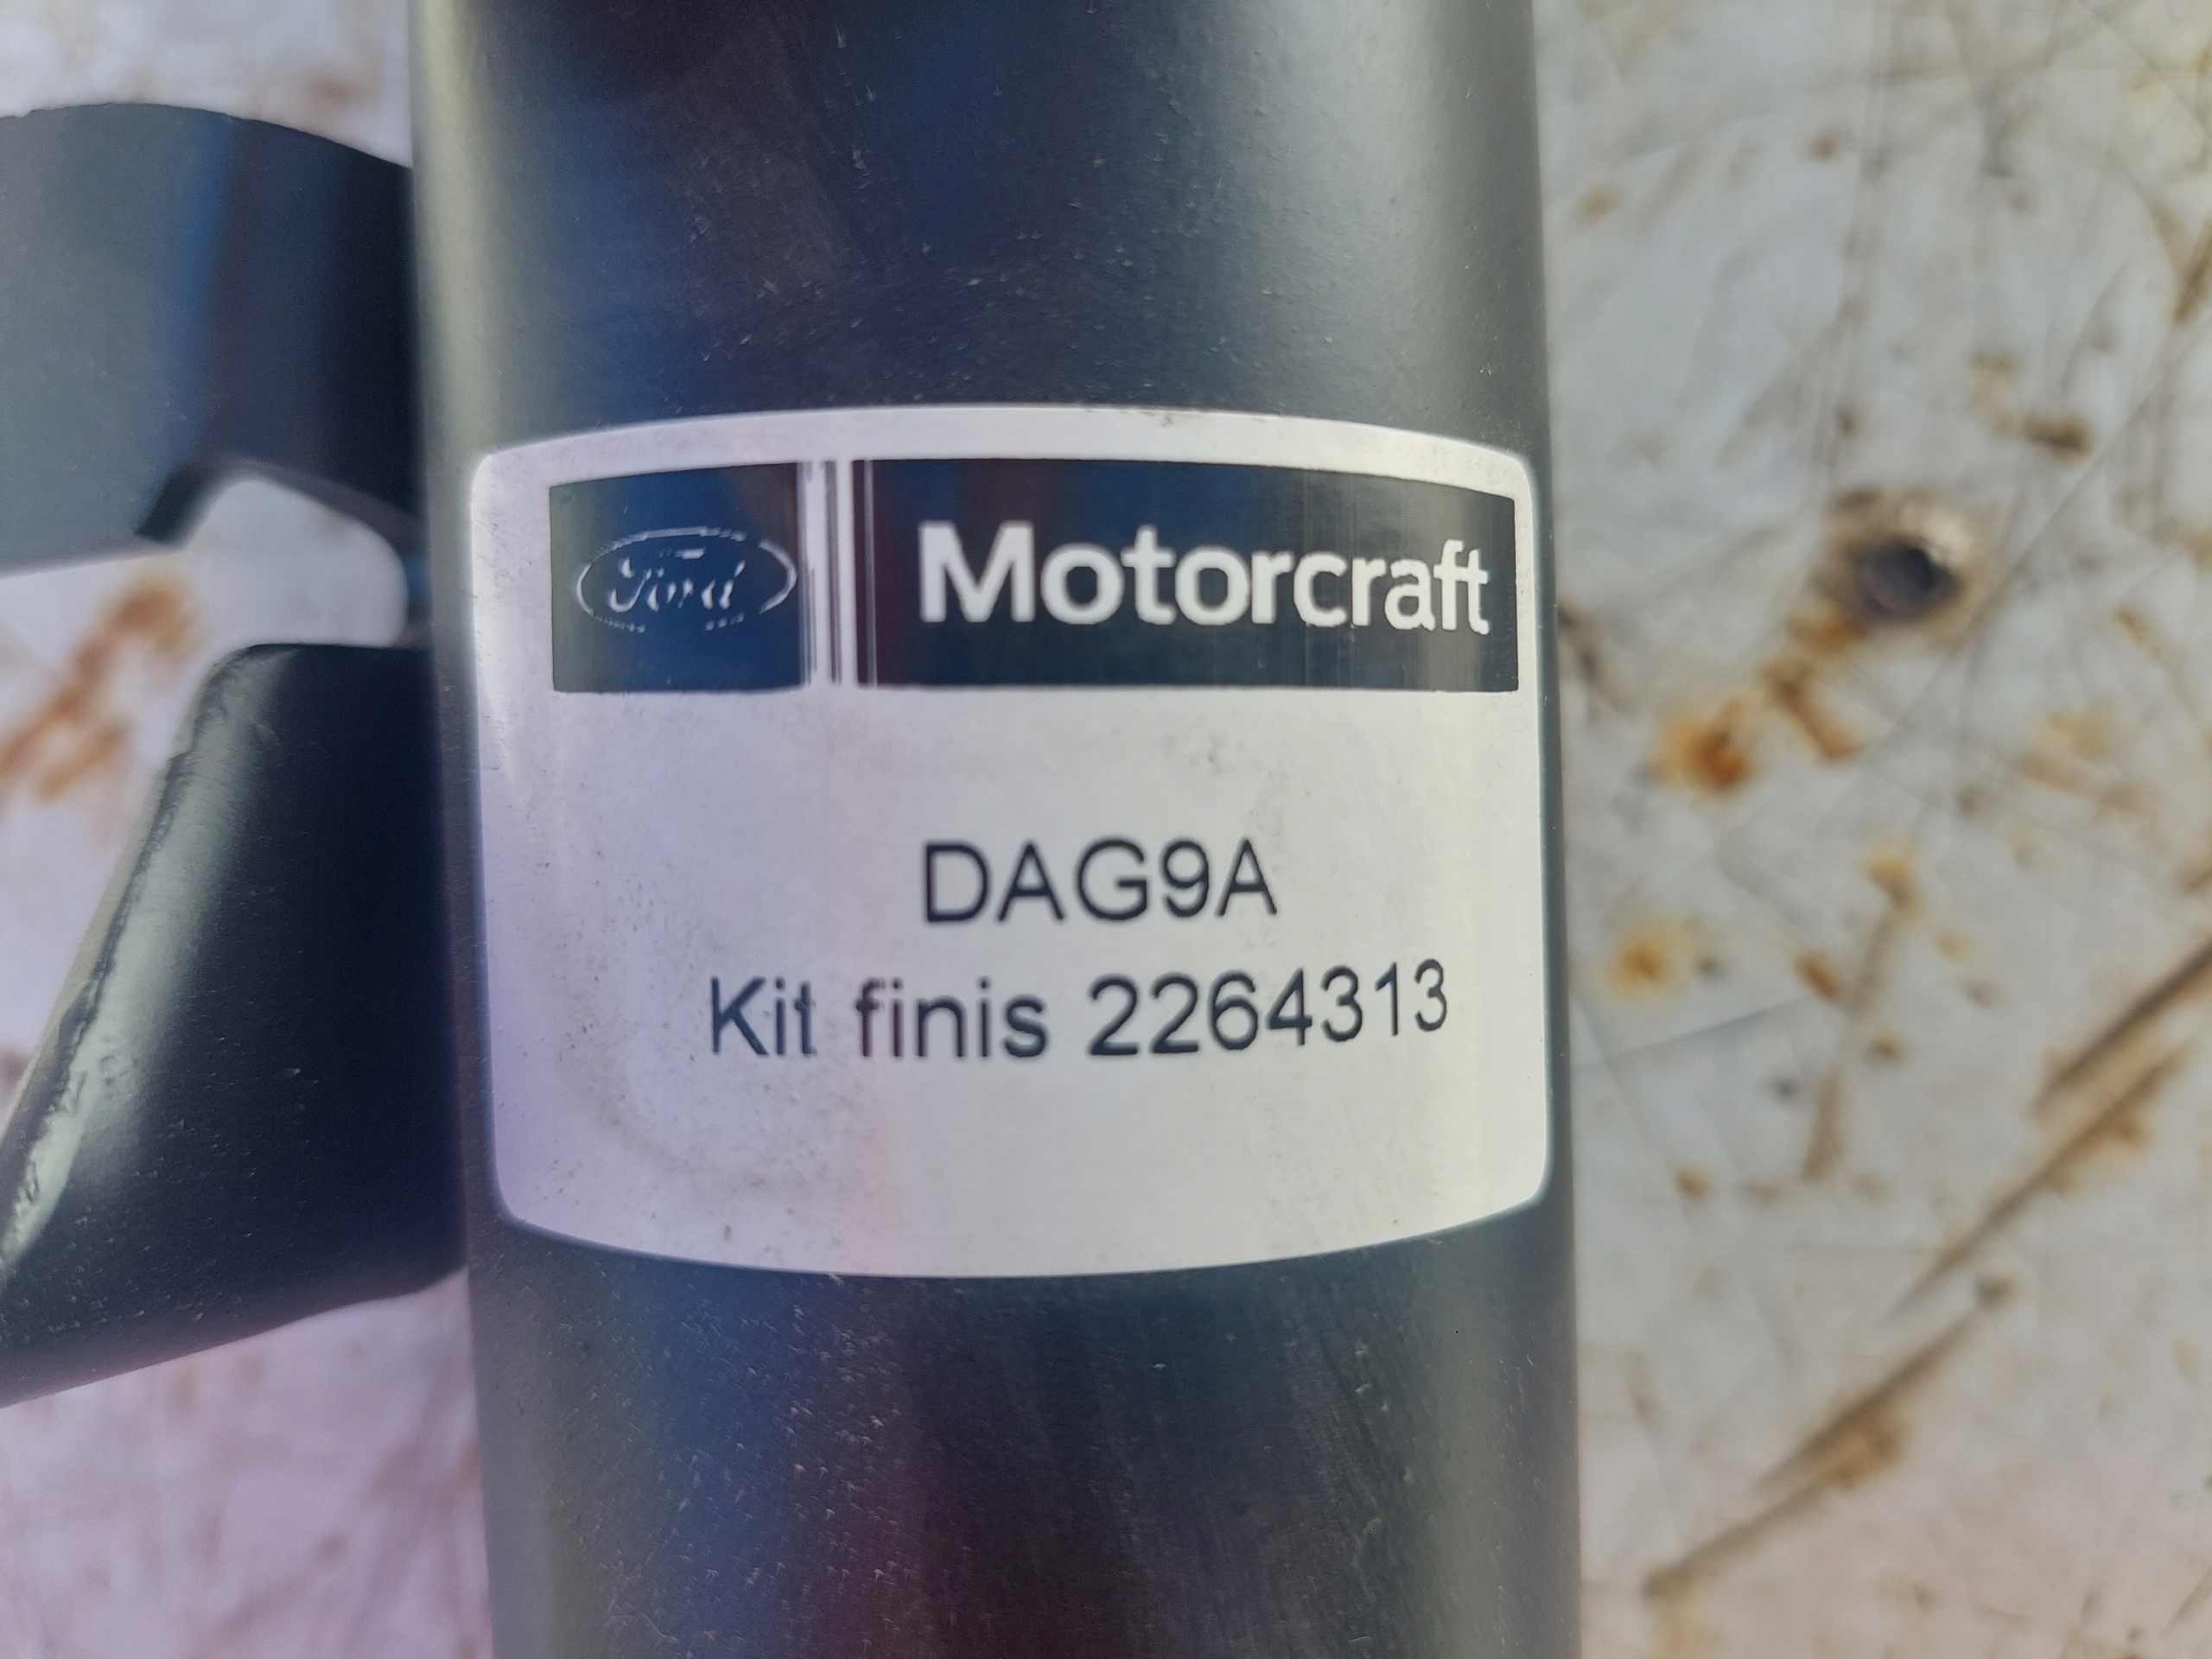 Ford Motorcraft
DAG9A
Kit finis 2264313